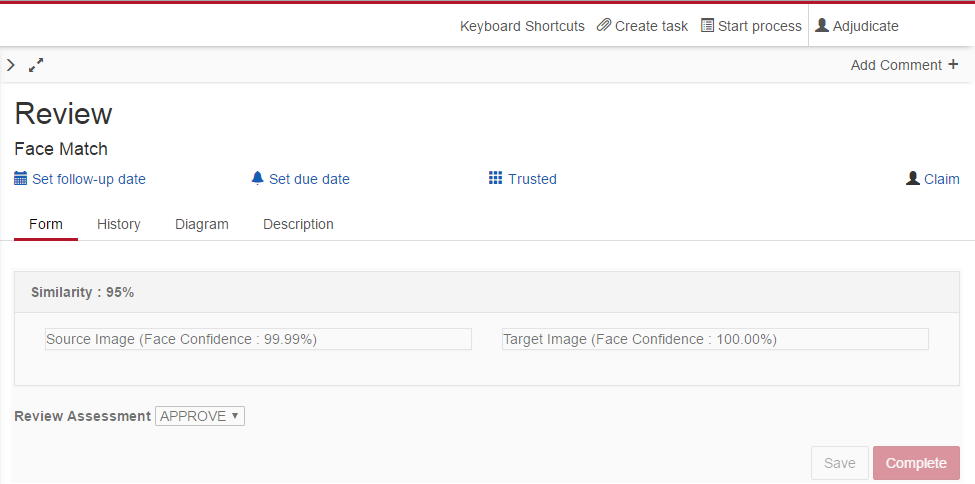 Keyboard Shortcuts Create task Start process Adjudicate
Add Comment +
Review
Face Match
Set follow-up date Set due date Trusted Claim
Form History Diagram Description
Similarity : 95%
Source Image (Face Confidence : 99.99%) Target Image (Face Confidence : 100.00%)
Review Assessment APPROVE
Save Complete